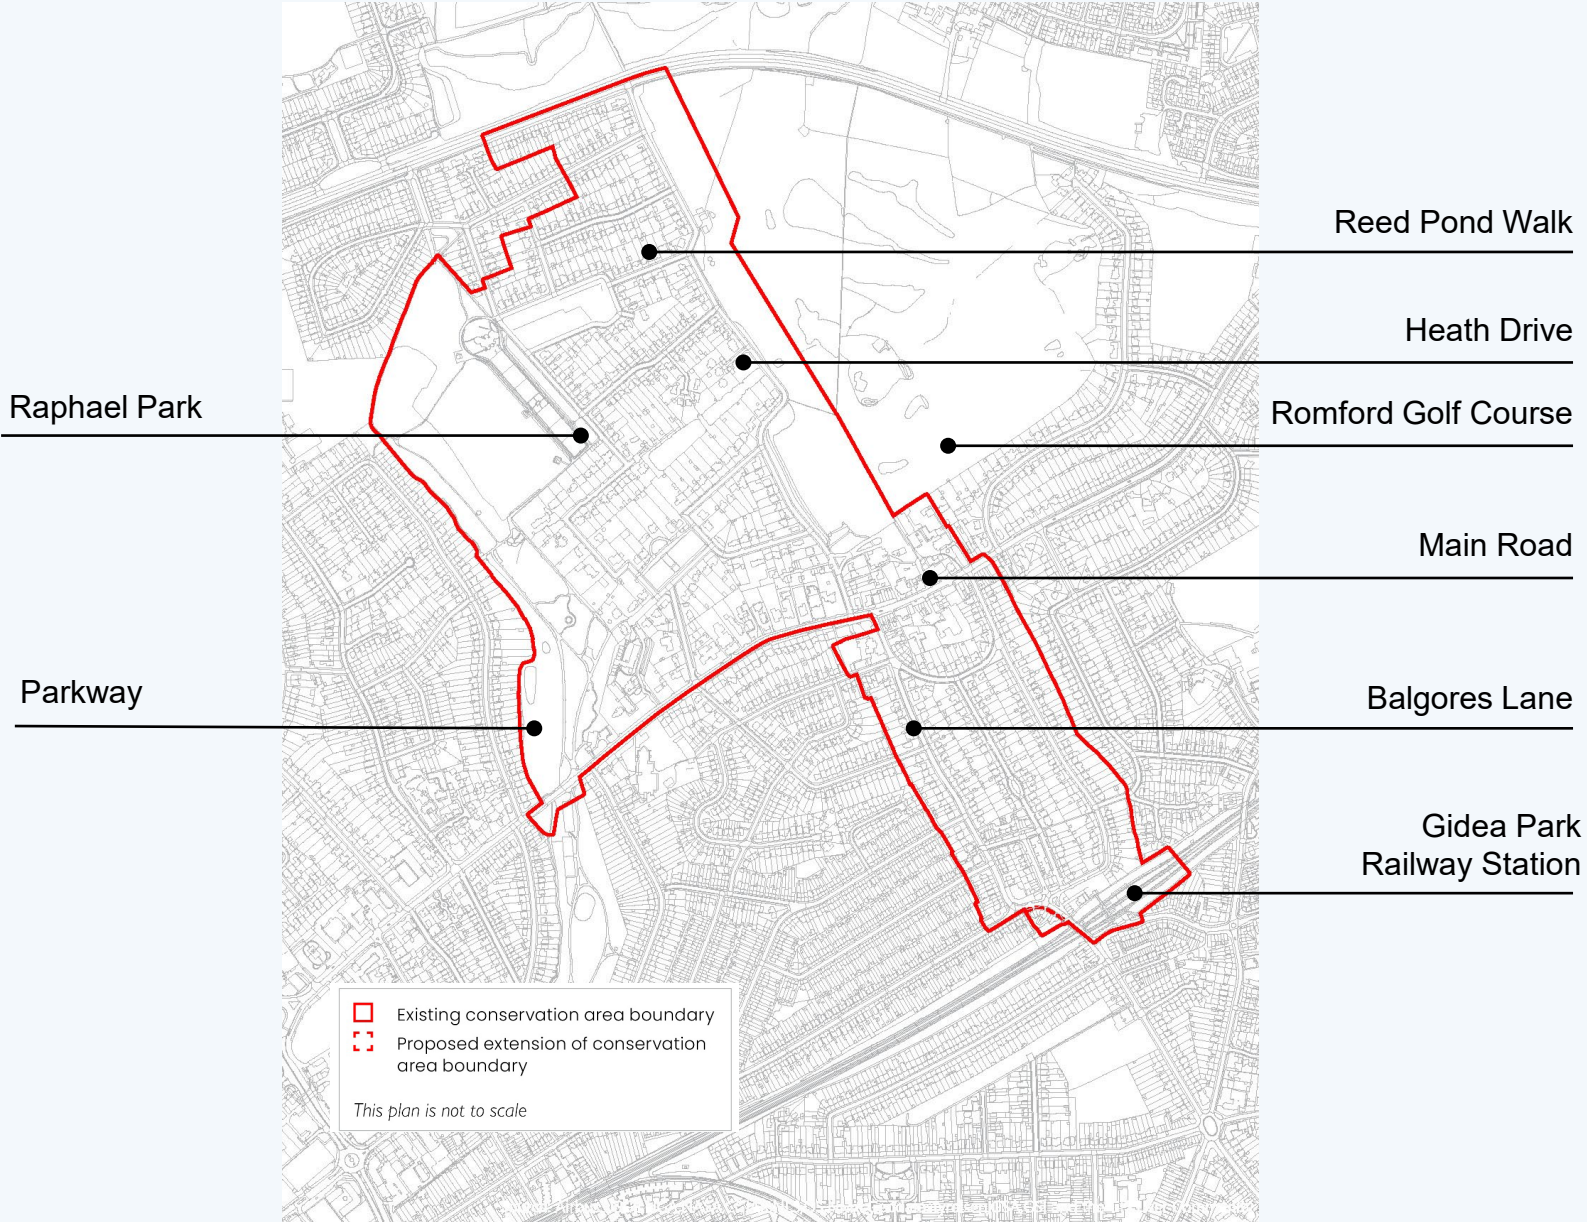 Reed Pond Walk
Heath Drive
Raphael Park
Romford Golf Course
Main Road
Parkway
Balgores Lane
Gidea Park
Railway Station
Existing conservation area boundary
Proposed extension of conservation
area boundary
This plan is not to scale